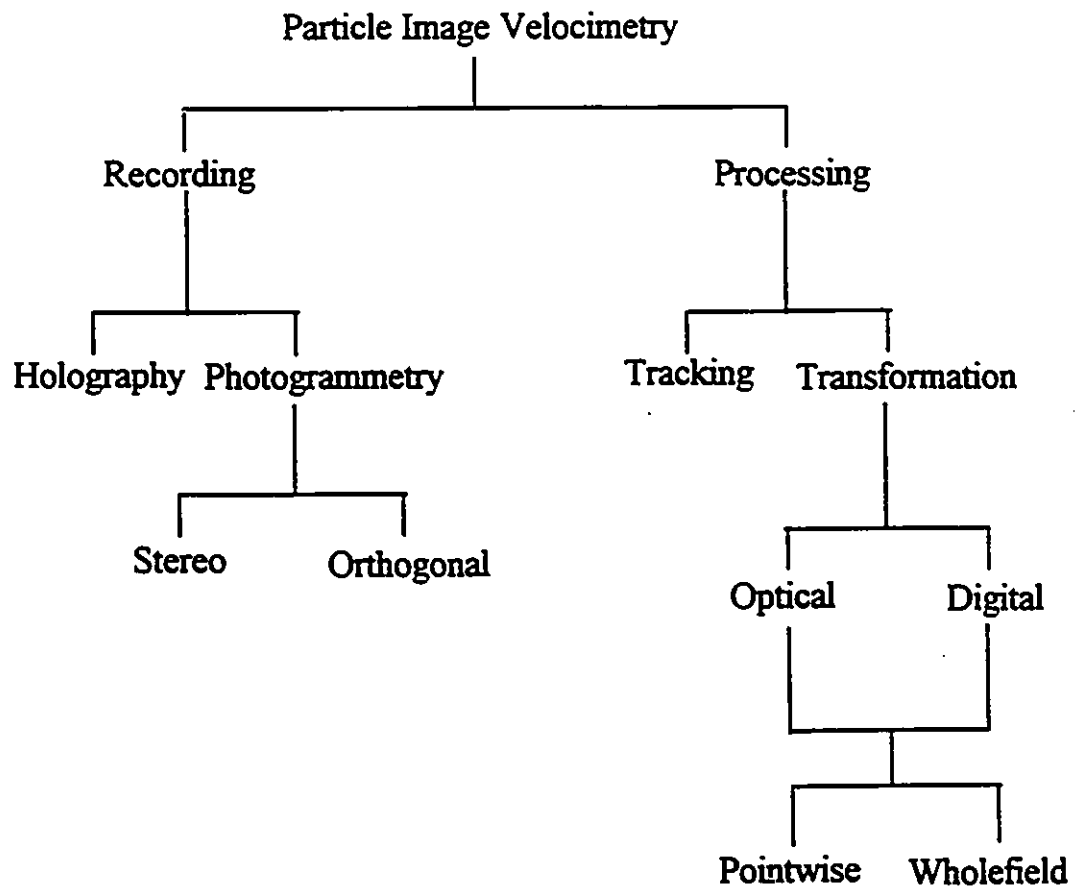 Particle Image Velocimetry
Recording Processing
Holography Photogrammetry Tracking Transformation
Stereo Orthogonal
Optical Digital
Pointwise Wholefield